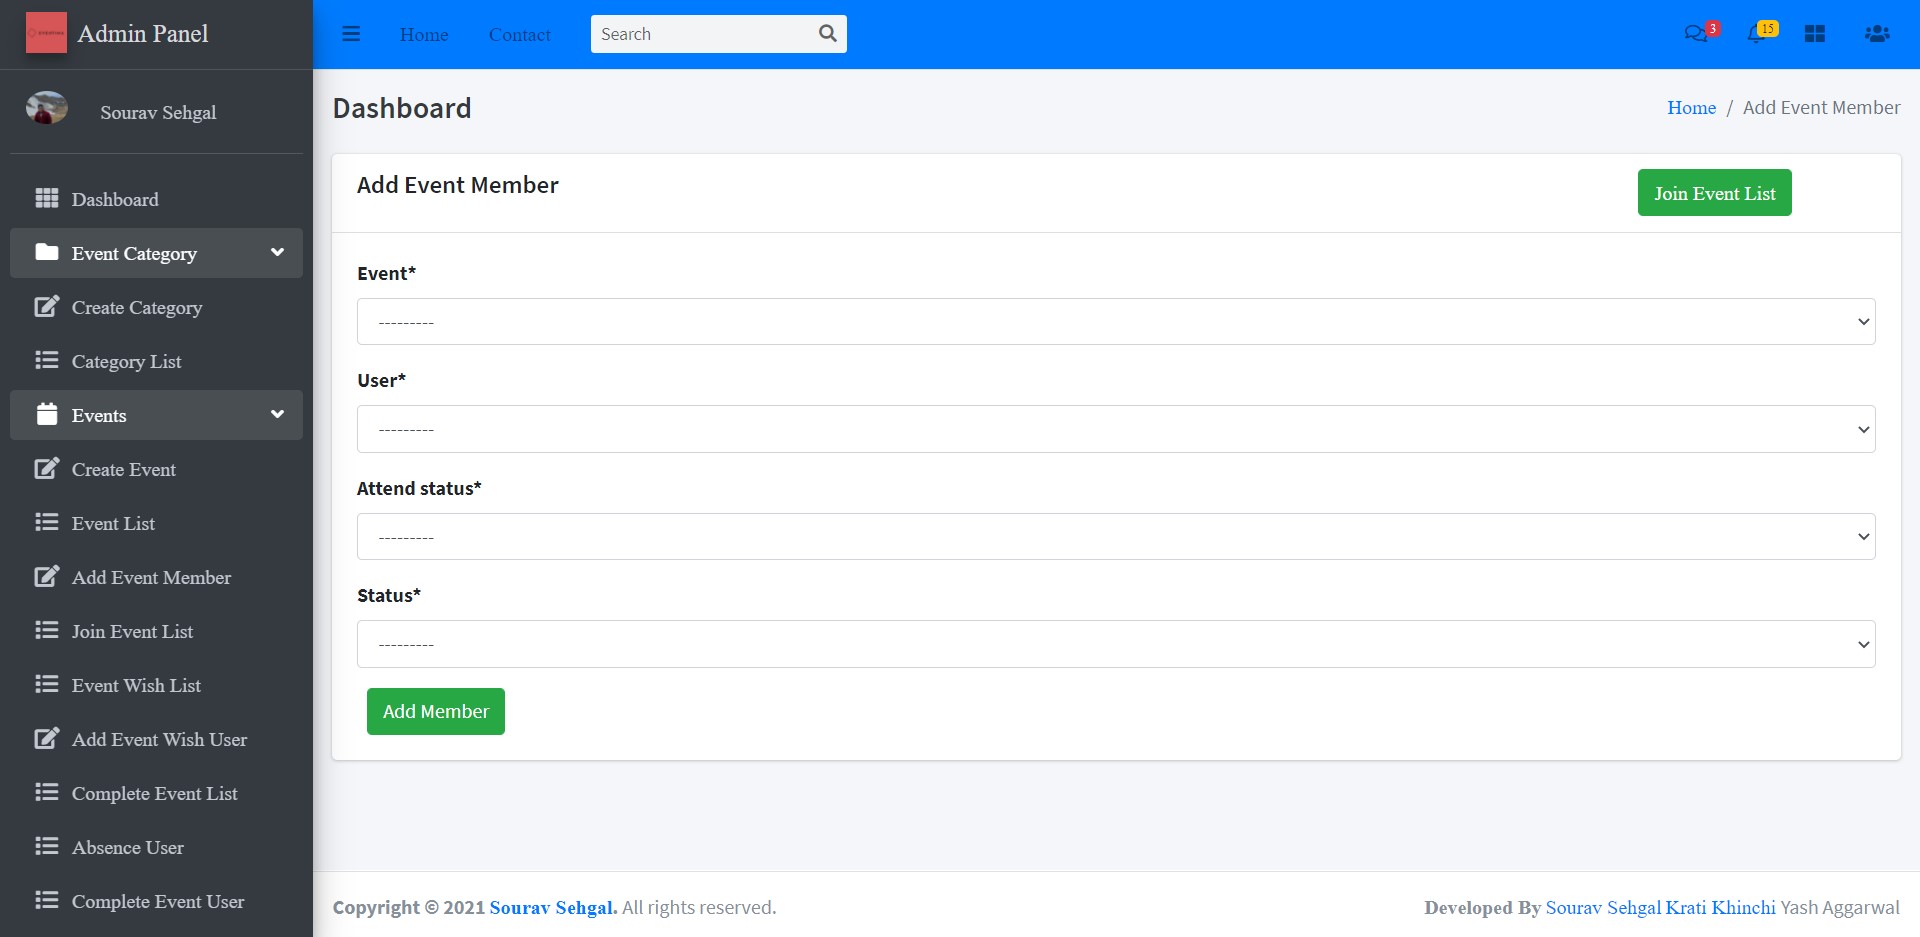 Admin Panel
Home
Contact
Search
3
15
Sourav Sehgal
Dashboard
Event Category
Create Category
Category List
Events
Create Event
Event List
Add Event Member
Join Event List
Event Wish List
Add Event Wish User
Complete Event List
Absence User
Complete Event User
Dashboard
Home / Add Event Member
Add Event Member
Join Event List
Event*
---------
User*
---------
Attend status*
---------
Status*
---------
Add Member
Copyright © 2021 Sourav Sehgal. All rights reserved.
Developed By Sourav Sehgal Krati Khinchi Yash Aggarwal